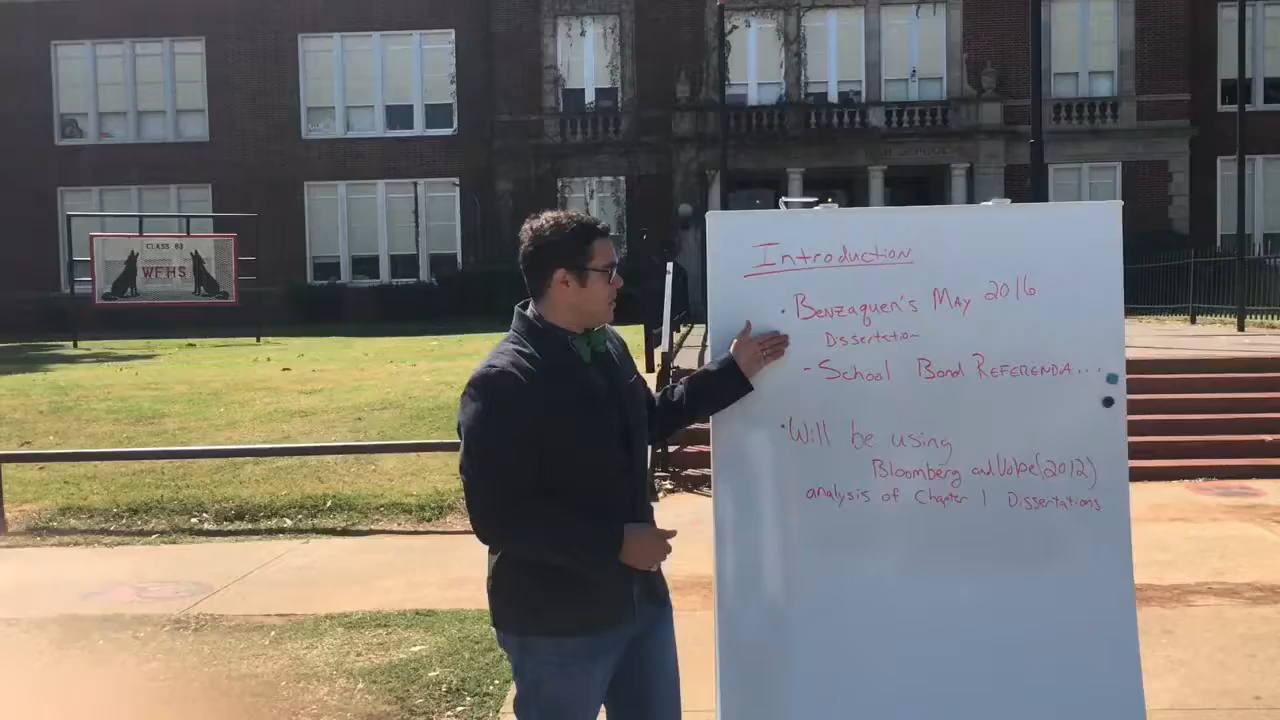 CLASS 83
WFHS
Introduction
· Benzaquen's May 2016
Dissertation
- School Bond Referenda...
· Will be using
Bloomberg and Volpe (2012)
analysis of Chapter 1 Dissertations